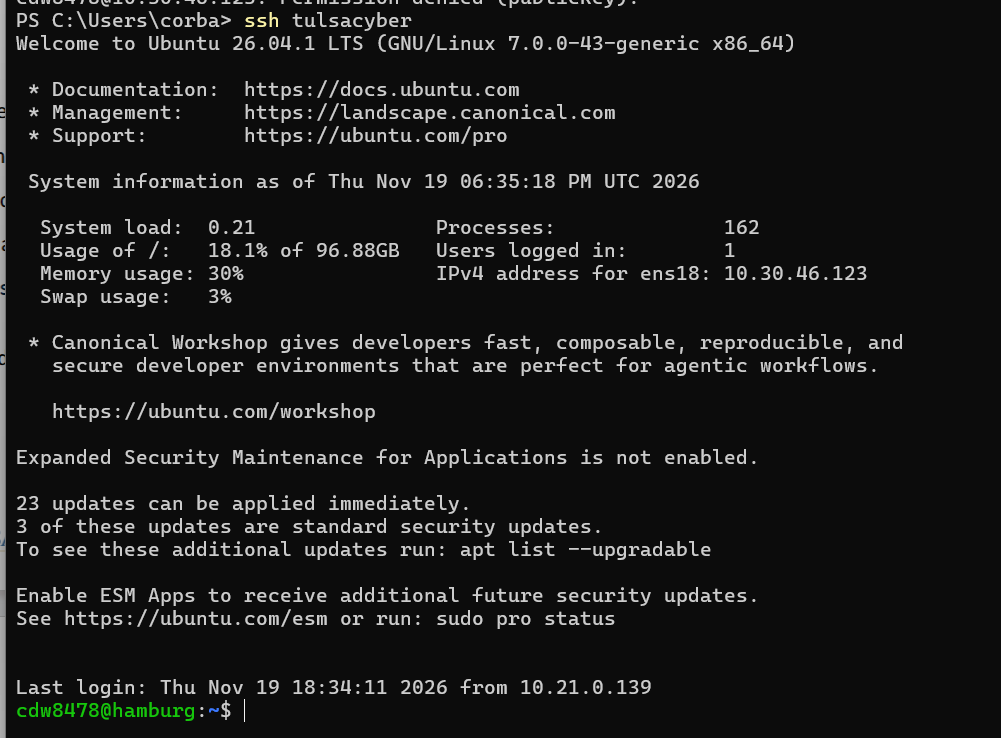 PS C:\Users\corba> ssh tulsacyber
Welcome to Ubuntu 26.04.1 LTS (GNU/Linux 7.0.0-43-generic x86_64)
* Documentation: https://docs.ubuntu.com
* Management: https://landscape.canonical.com
* Support: https://ubuntu.com/pro
System information as of Thu Nov 19 06:35:18 PM UTC 2026
System load: 0.21 Processes: 162
Usage of /: 18.1% of 96.88GB Users logged in: 1
Memory usage: 30% IPv4 address for ens18: 10.30.46.123
Swap usage: 3%
* Canonical Workshop gives developers fast, composable, reproducible, and
secure developer environments that are perfect for agentic workflows.
https://ubuntu.com/workshop
Expanded Security Maintenance for Applications is not enabled.
23 updates can be applied immediately.
3 of these updates are standard security updates.
To see these additional updates run: apt list --upgradable
Enable ESM Apps to receive additional future security updates.
See https://ubuntu.com/esm or run: sudo pro status
Last login: Thu Nov 19 18:34:11 2026 from 10.21.0.139
cdw8478@hamburg:~$